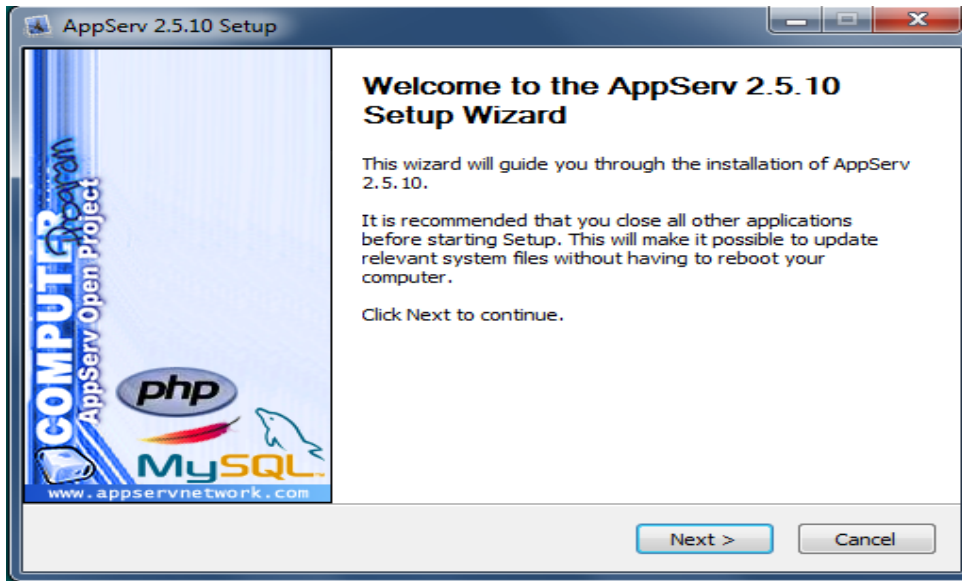 AppServ 2.5.10 Setup
COMPUTER
Program
AppServ Open Project
php
MySQL
www.appservnetwork.com
Welcome to the AppServ 2.5.10
Setup Wizard
This wizard will guide you through the installation of AppServ
2.5.10.
It is recommended that you close all other applications
before starting Setup. This will make it possible to update
relevant system files without having to reboot your
computer.
Click Next to continue.
Next >
Cancel